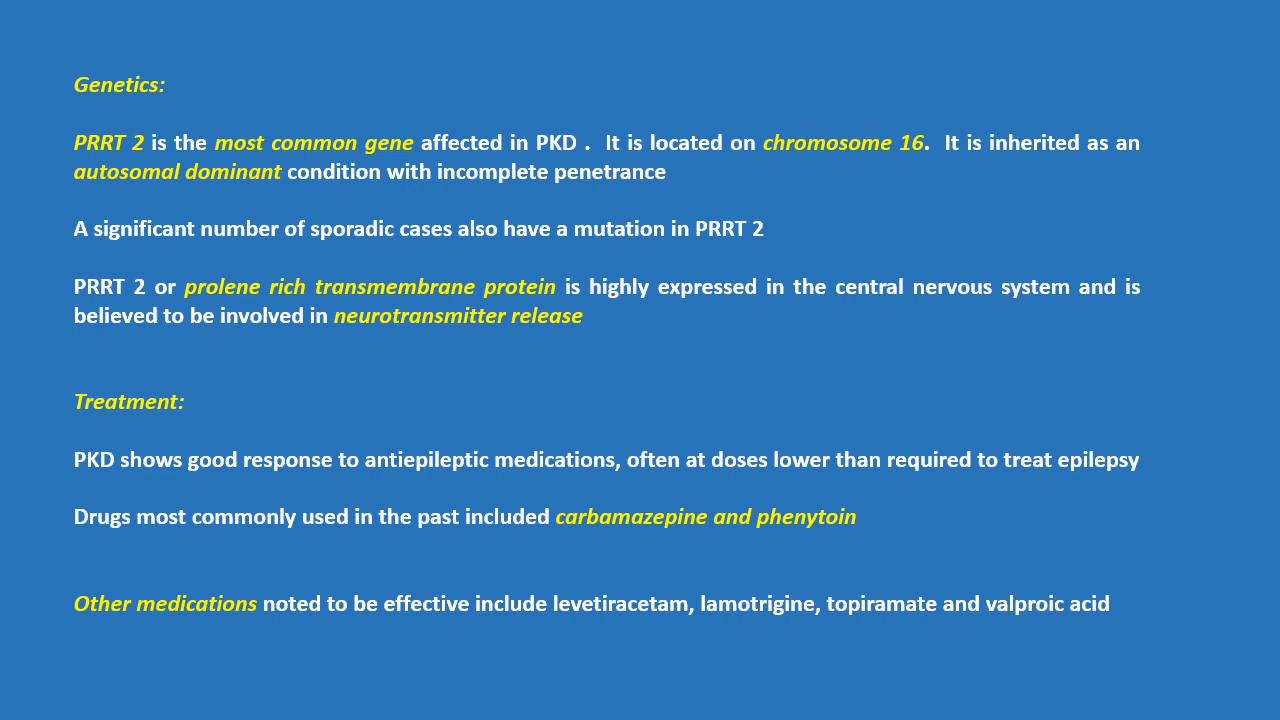 Genetics:
PRRT 2 is the most common gene affected in PKD . It is located on chromosome 16. It is inherited as an
autosomal dominant condition with incomplete penetrance
A significant number of sporadic cases also have a mutation in PRRT 2
PRRT 2 or prolene rich transmembrane protein is highly expressed in the central nervous system and is
believed to be involved in neurotransmitter release
Treatment:
PKD shows good response to antiepileptic medications, often at doses lower than required to treat epilepsy
Drugs most commonly used in the past included carbamazepine and phenytoin
Other medications noted to be effective include levetiracetam, lamotrigine, topiramate and valproic acid